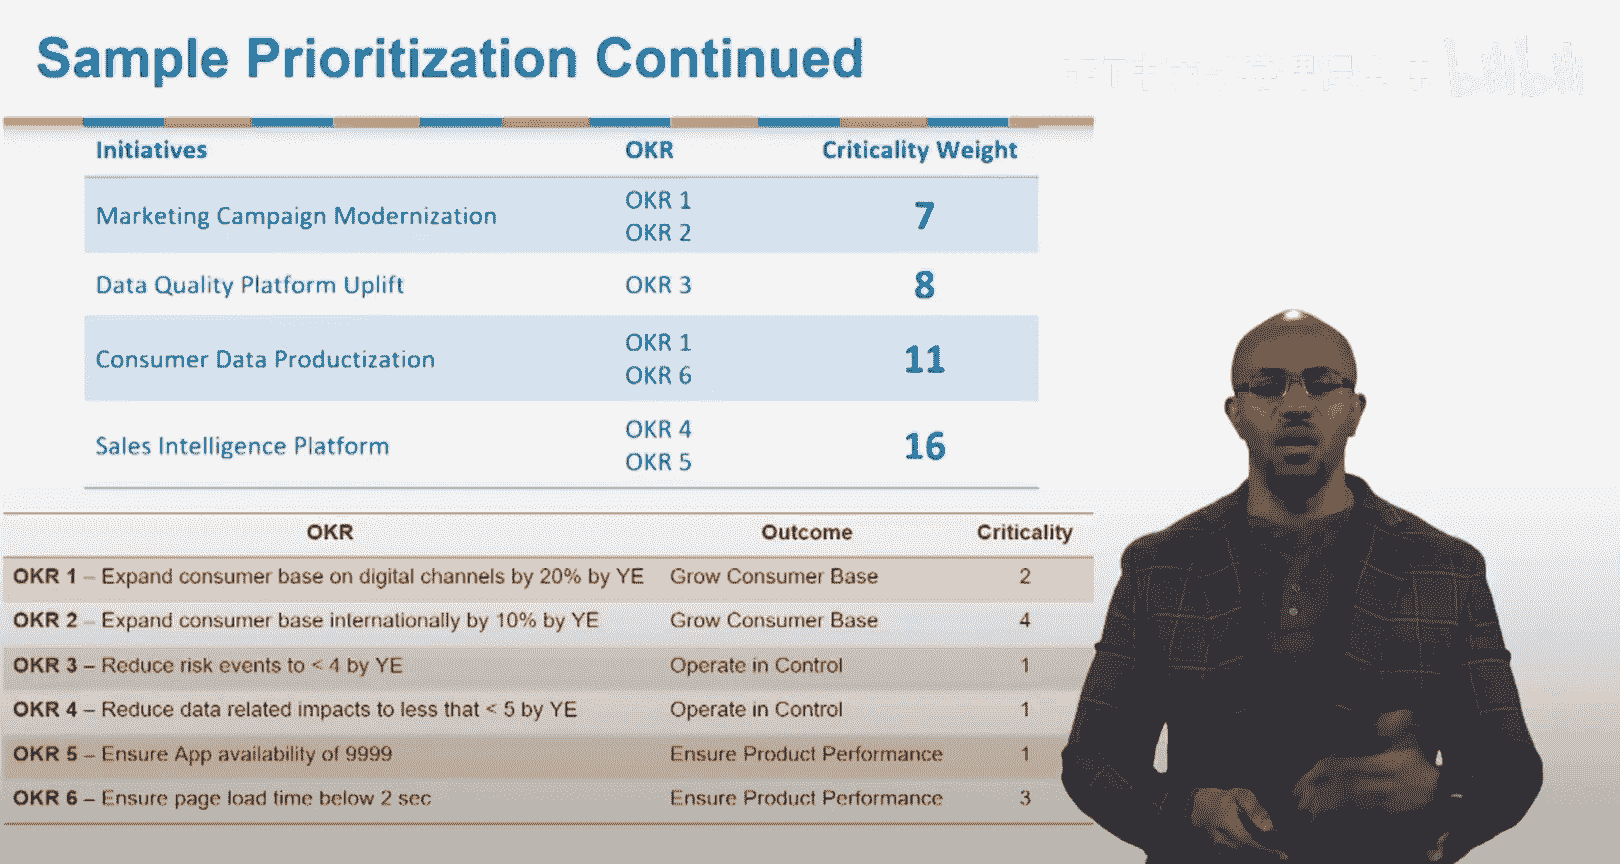 Sample Prioritization Continued
Initiatives OKR Criticality Weight
Marketing Campaign Modernization OKR 1 OKR 2 7
Data Quality Platform Uplift OKR 3 8
Consumer Data Productization OKR 1 OKR 6 11
Sales Intelligence Platform OKR 4 OKR 5 16
OKR Outcome Criticality
OKR 1 – Expand consumer base on digital channels by 20% by YE Grow Consumer Base 2
OKR 2 – Expand consumer base internationally by 10% by YE Grow Consumer Base 4
OKR 3 – Reduce risk events to < 4 by YE Operate in Control 1
OKR 4 – Reduce data related impacts to less that < 5 by YE Operate in Control 1
OKR 5 – Ensure App availability of 9999 Ensure Product Performance 1
OKR 6 – Ensure page load time below 2 sec Ensure Product Performance 3
bilibili